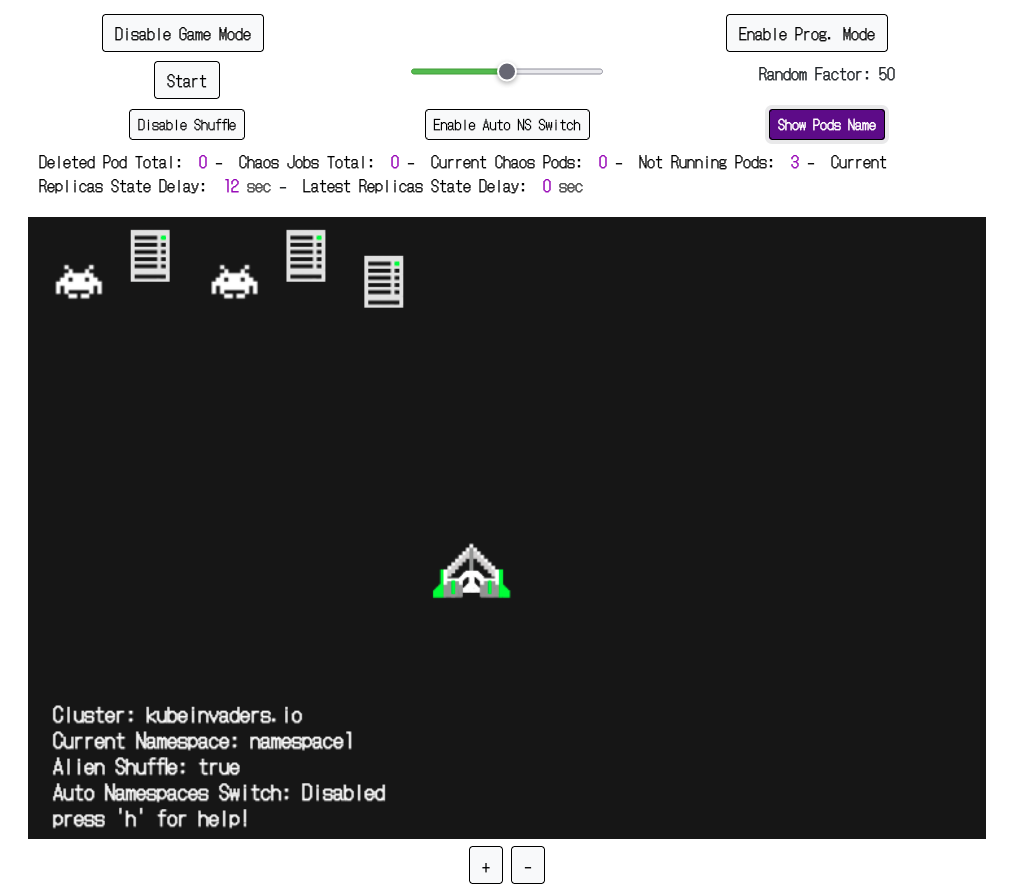 Disable Game Mode
Enable Prog. Mode
Start
Random Factor: 50
Disable Shuffle
Enable Auto NS Switch
Show Pods Name
Deleted Pod Total: 0 - Chaos Jobs Total: 0 - Current Chaos Pods: 0 - Not Running Pods: 3 - Current
Replicas State Delay: 12 sec - Latest Replicas State Delay: 0 sec
Cluster: kubeinvaders.io
Current Namespace: namespace1
Alien Shuffle: true
Auto Namespaces Switch: Disabled
press 'h' for help!
+ -